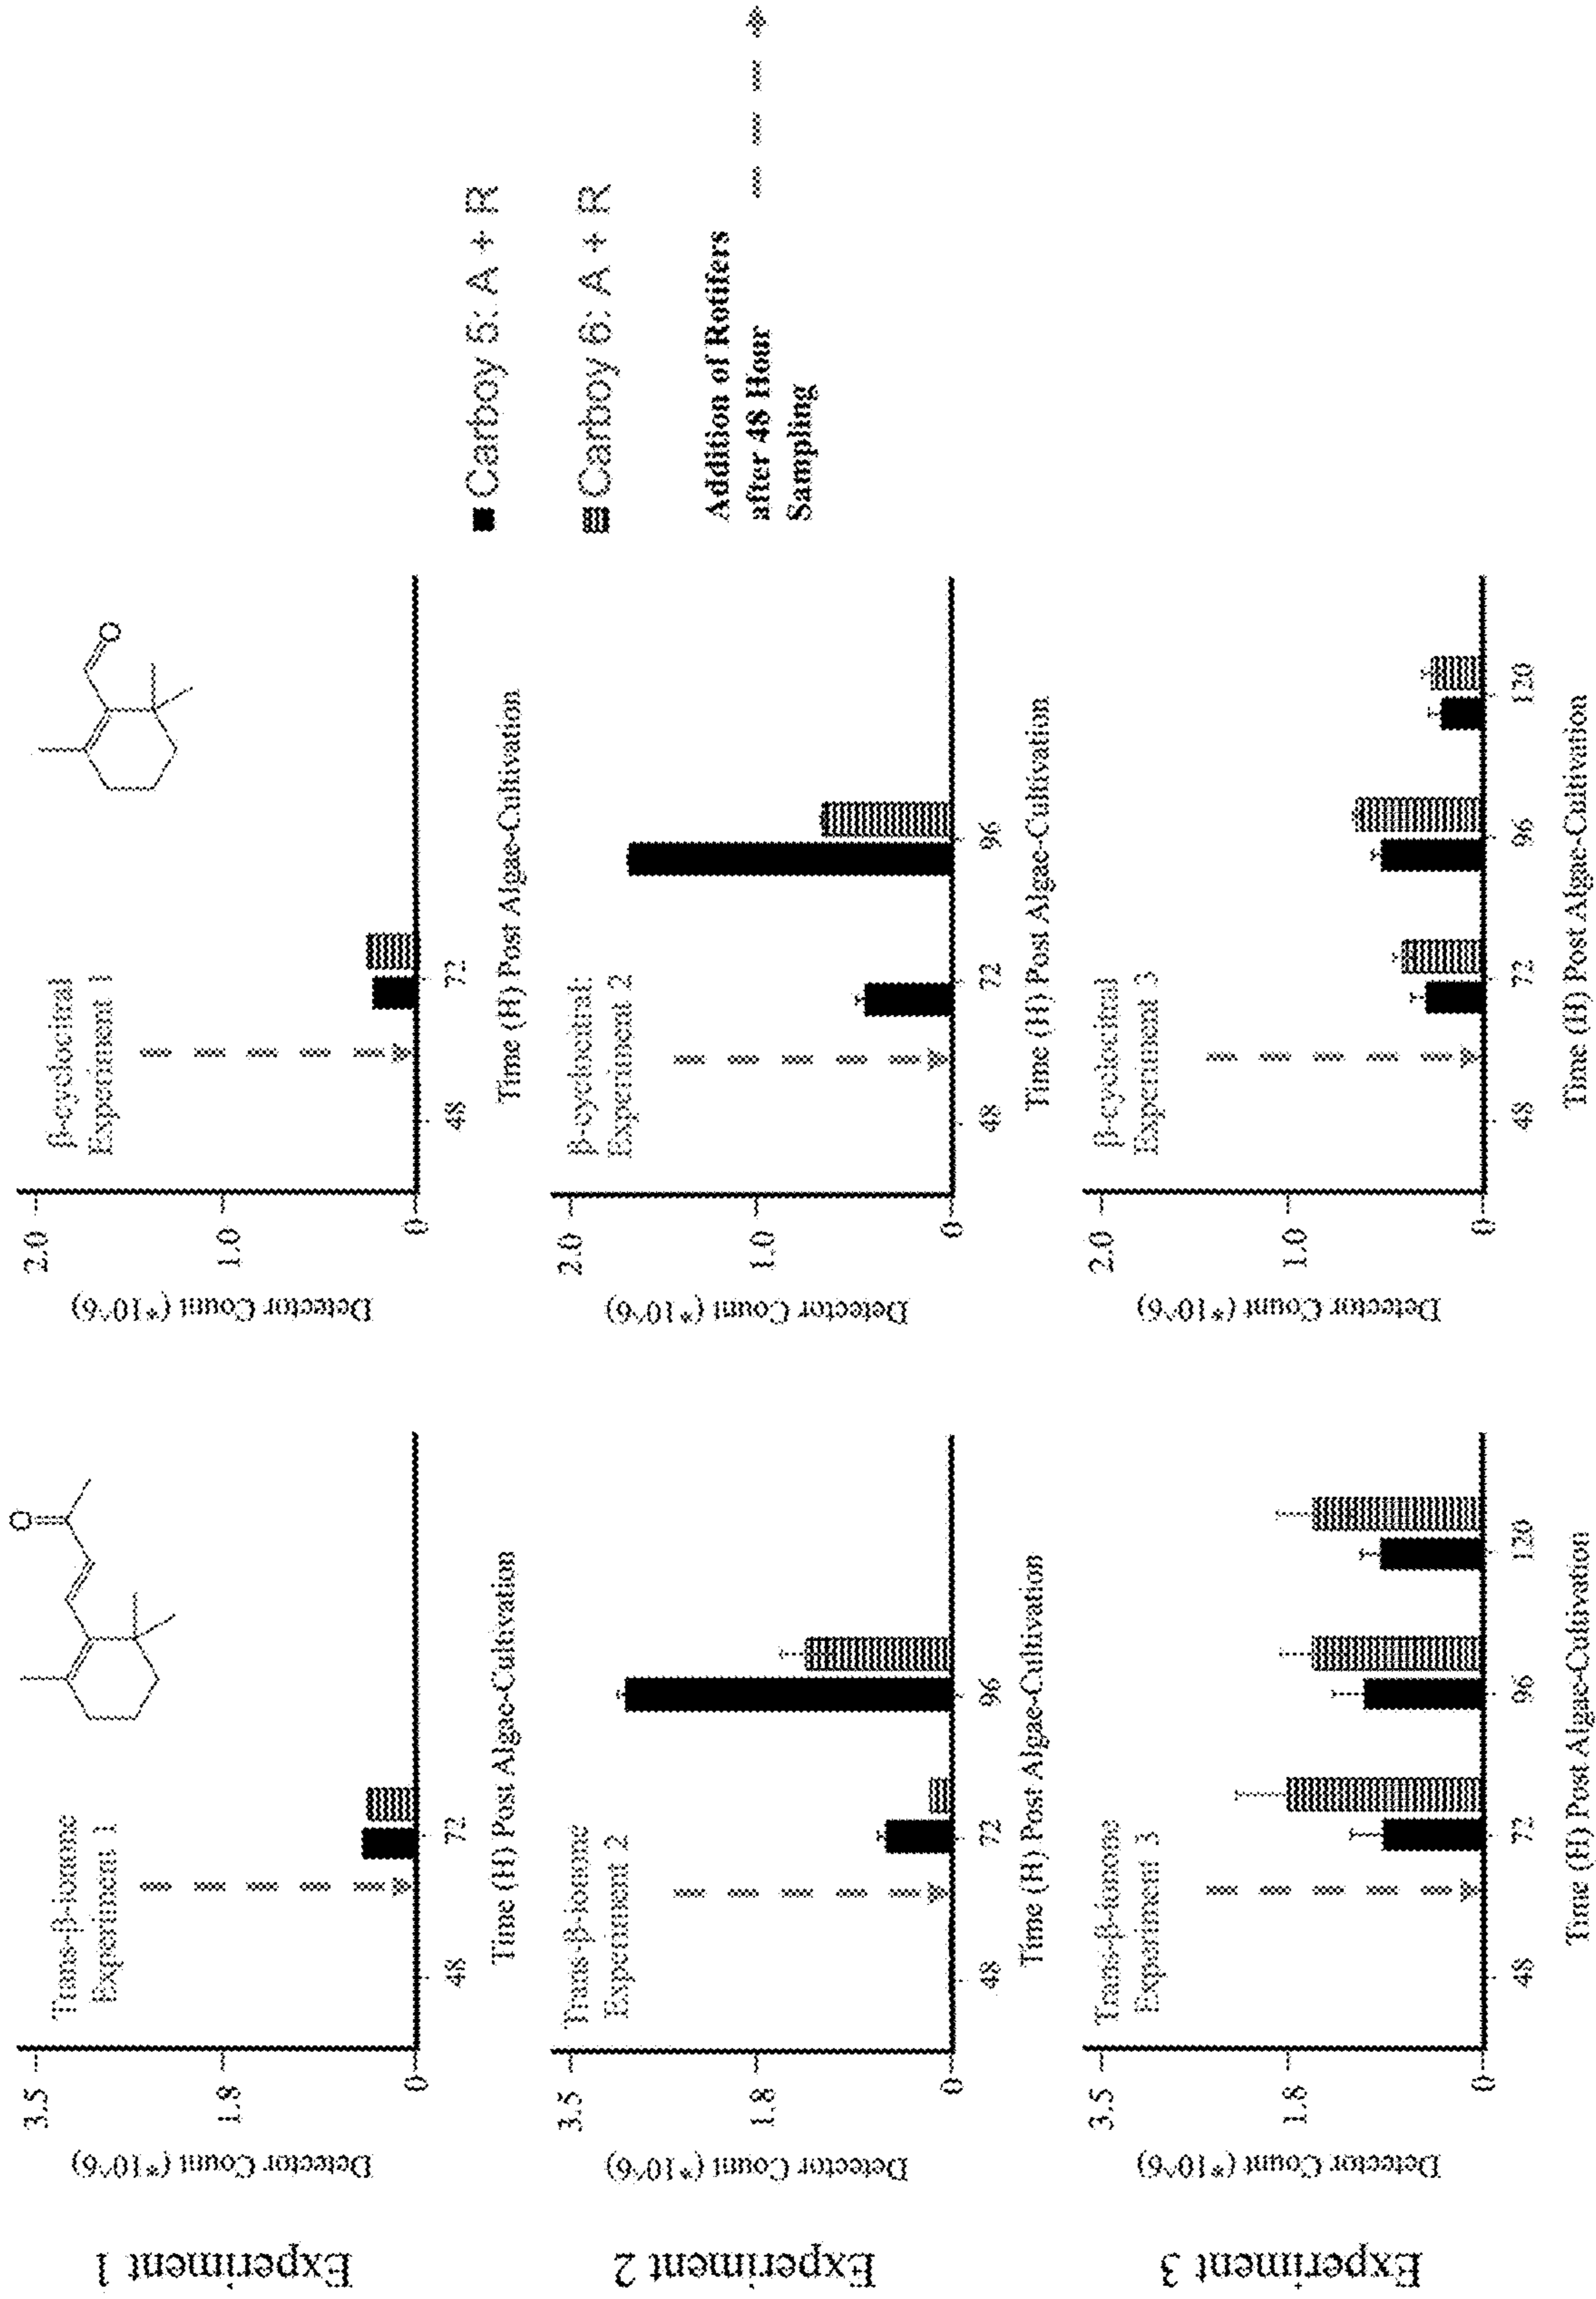 Experiment 1
Detector Count (*10^6)
3.5
1.8
0
Trans-β-ionone
Experiment 1
O
48
72
Time (H) Post Algae-Cultivation
Detector Count (*10^6)
2.0
1.0
0
β-cyclocitral
Experiment 1
O
48
72
Time (H) Post Algae-Cultivation
Experiment 2
Detector Count (*10^6)
3.5
1.8
0
Trans-β-ionone
Experiment 2
48
72
96
Time (H) Post Algae-Cultivation
Detector Count (*10^6)
2.0
1.0
0
β-cyclocitral:
Experiment 2
48
72
96
Time (H) Post Algae-Cultivation
Experiment 3
Detector Count (*10^6)
3.5
1.8
0
Trans-β-ionone
Experiment 3
48
72
96
120
Time (H) Post Algae-Cultivation
Detector Count (*10^6)
2.0
1.0
0
β-cyclocitral
Experiment 3
48
72
96
120
Time (H) Post Algae-Cultivation
Carboy 5: A + R
Carboy 6: A + R
Addition of Rotifers
after 48 Hour
Sampling